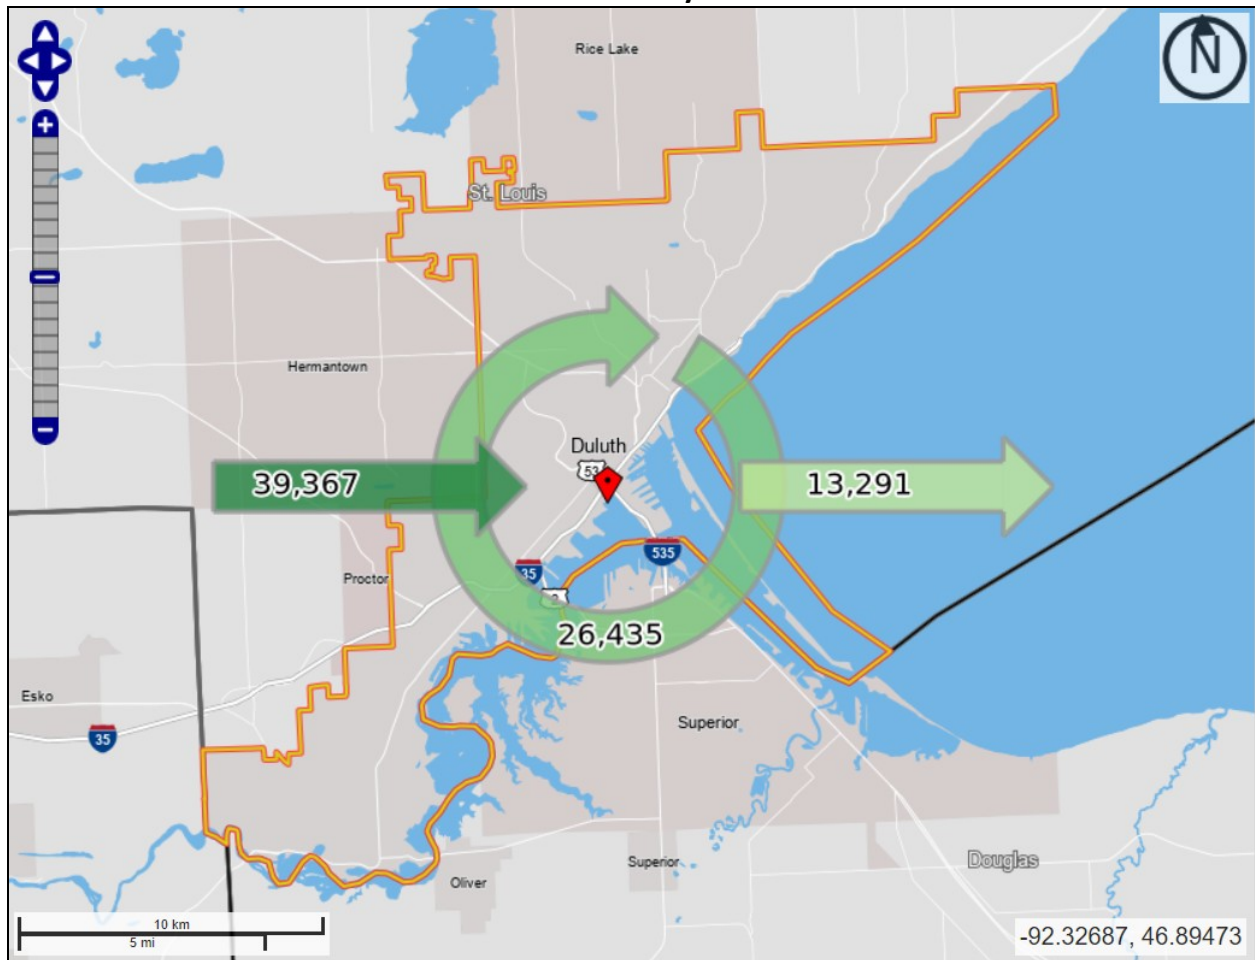 Rice Lake
N
+
St. Louis
Hermantown
Duluth
53
39,367
13,291
535
35
Proctor
2
26,435
Esko
Superior
35
Superior
Douglas
Oliver
10 km
5 mi
-92.32687, 46.89473